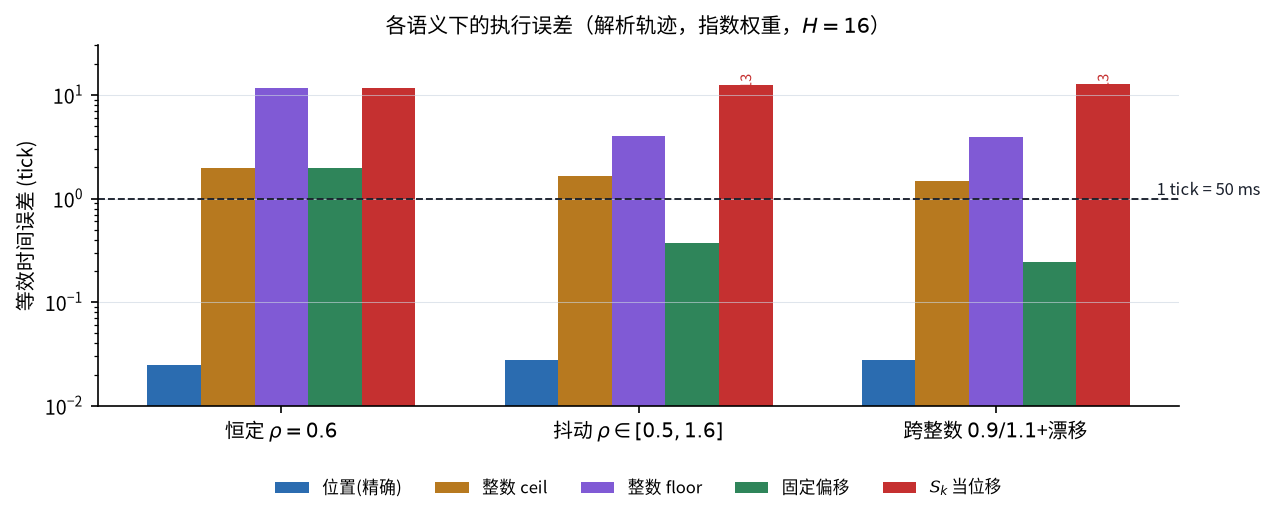 各语义下的执行误差（解析轨迹，指数权重，H = 16）
等效时间误差 (tick)
10¹
10⁰
10⁻¹
10⁻²
1 tick = 50 ms
恒定 ρ = 0.6
抖动 ρ ∈ [0.5, 1.6]
跨整数 0.9/1.1+漂移
位置(精确)
整数 ceil
整数 floor
固定偏移
Sₖ 当位移